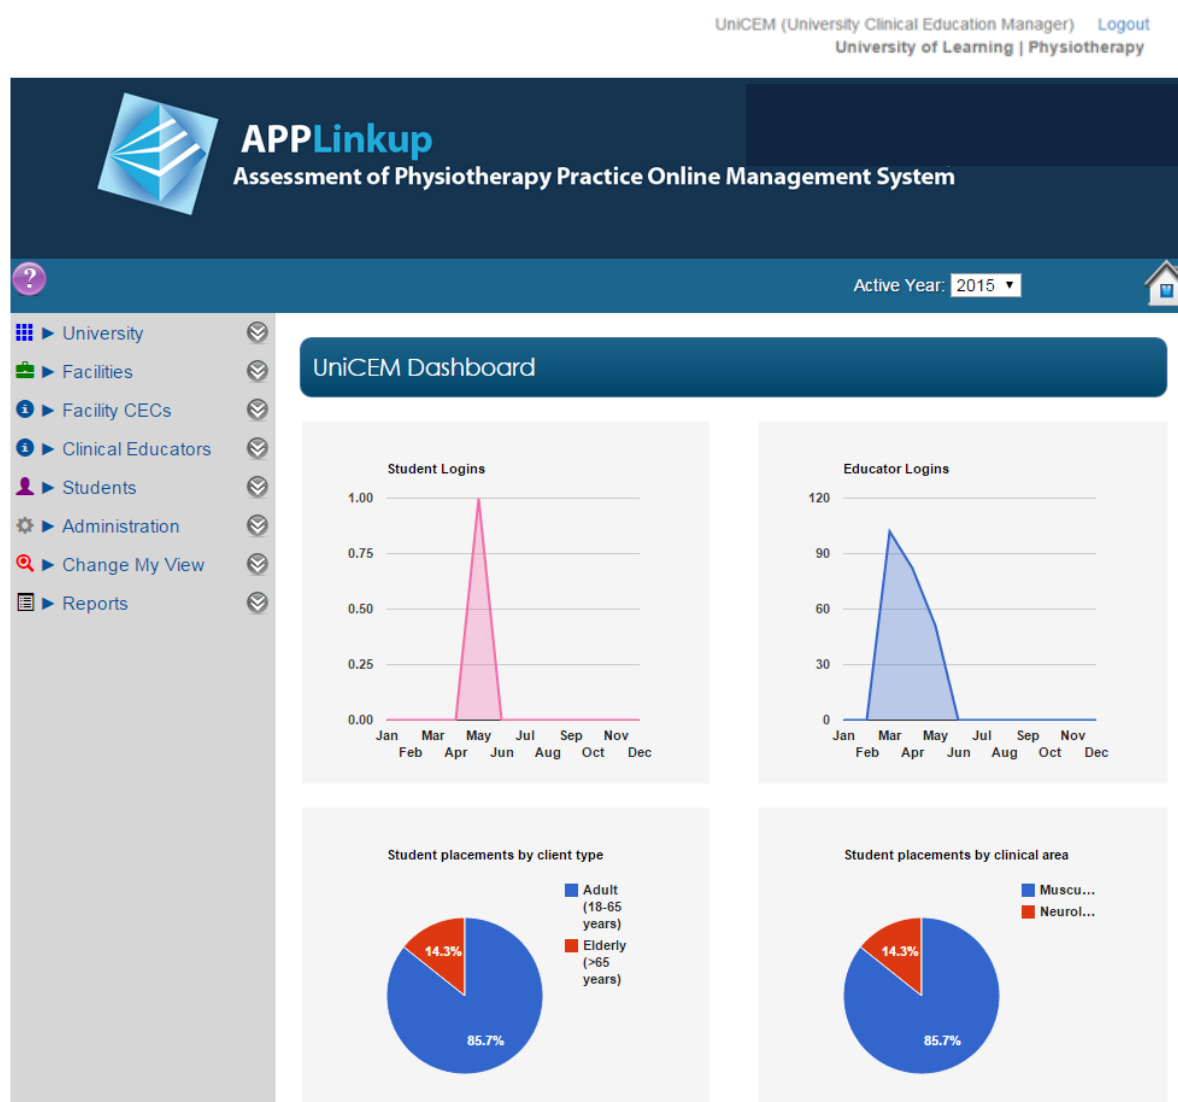 UniCEM (University Clinical Education Manager) Logout
University of Learning | Physiotherapy
APPLinkup
Assessment of Physiotherapy Practice Online Management System
?
Active Year: 2015
University
Facilities
Facility CECs
Clinical Educators
Students
Administration
Change My View
Reports
UniCEM Dashboard
Student Logins
1.00
0.75
0.50
0.25
0.00
Jan Mar May Jul Sep Nov
Feb Apr Jun Aug Oct Dec
Educator Logins
120
90
60
30
0
Jan Mar May Jul Sep Nov
Feb Apr Jun Aug Oct Dec
Student placements by client type
Adult
(18-65
years)
Elderly
(>65
years)
14.3%
85.7%
Student placements by clinical area
Muscu...
Neurol...
14.3%
85.7%